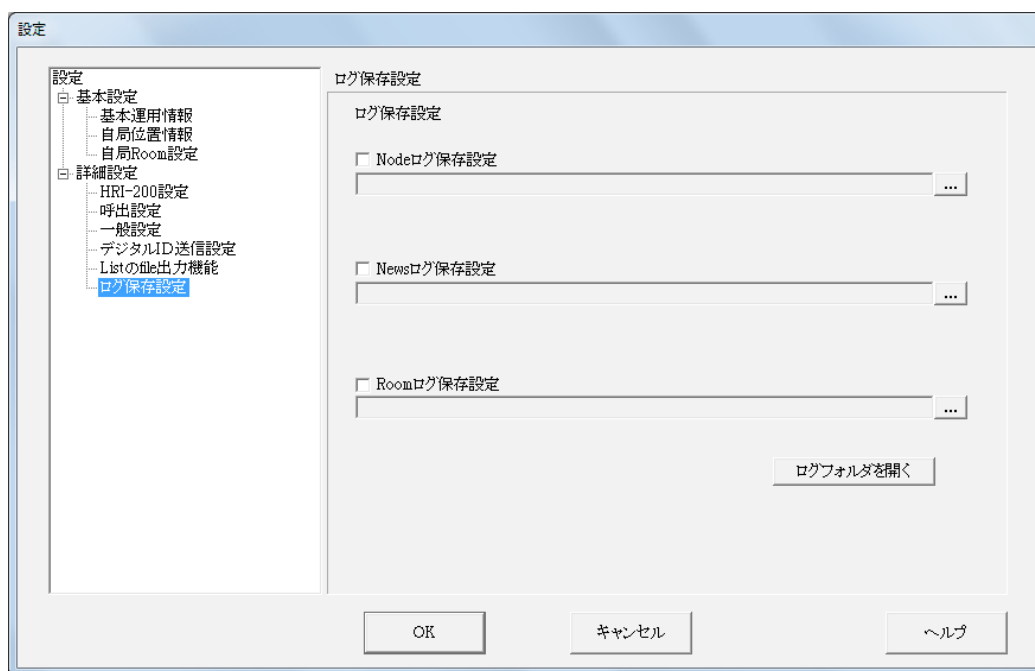 設定
設定
基本設定
基本運用情報
自局位置情報
自局Room設定
詳細設定
HRI-200設定
呼出設定
一般設定
デジタルID送信設定
Listのfile出力機能
ログ保存設定
ログ保存設定
ログ保存設定
Nodeログ保存設定
...
Newsログ保存設定
...
Roomログ保存設定
...
ログフォルダを開く
OK
キャンセル
ヘルプ